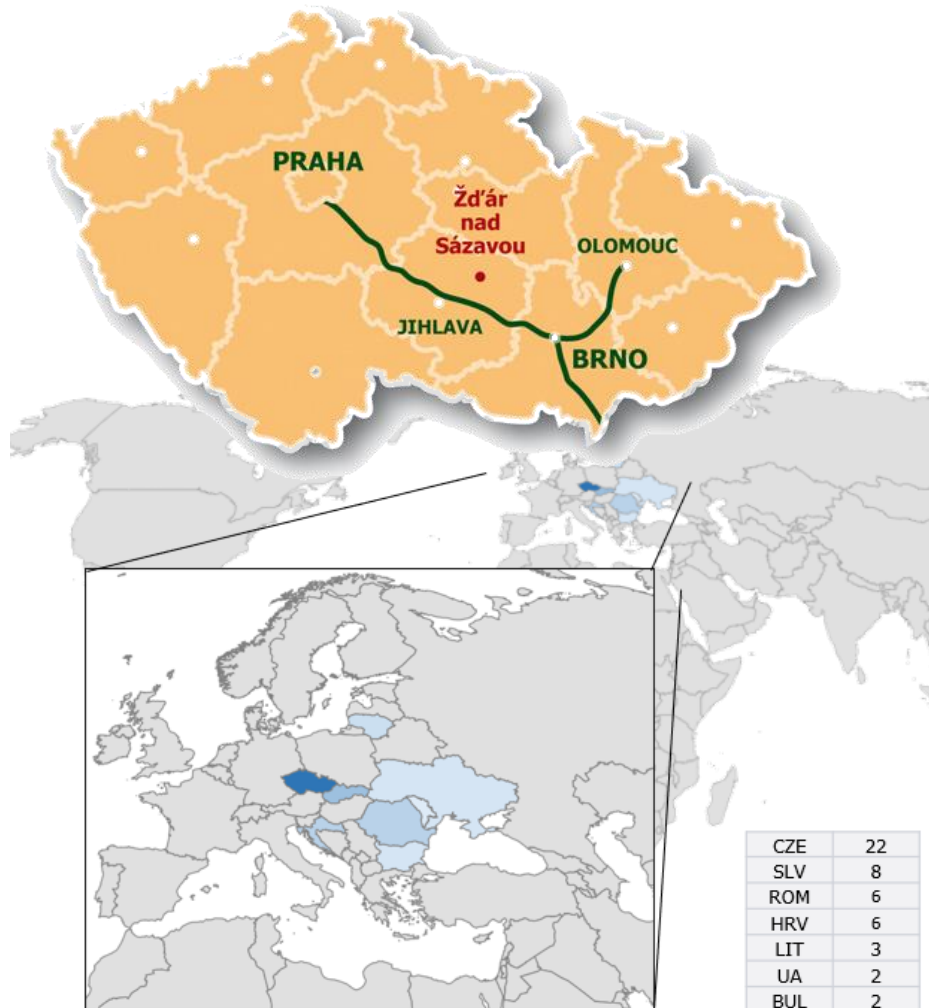 PRAHA
Žďár
nad
Sázavou
OLOMOUC
JIHLAVA
BRNO
CZE 22
SLV 8
ROM 6
HRV 6
LIT 3
UA 2
BUL 2